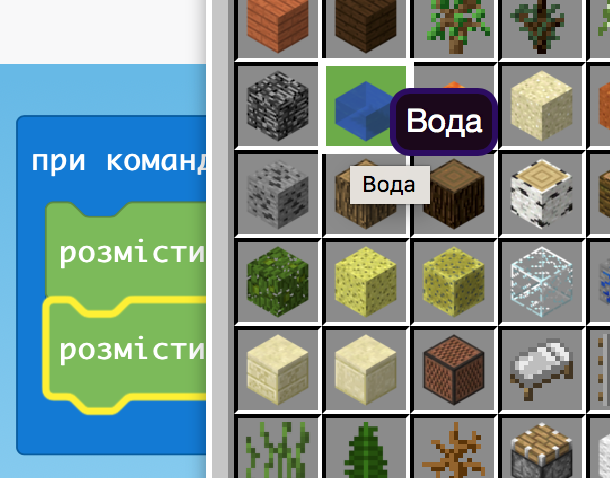 при команд
розмісти
розмісти
Вода
Вода